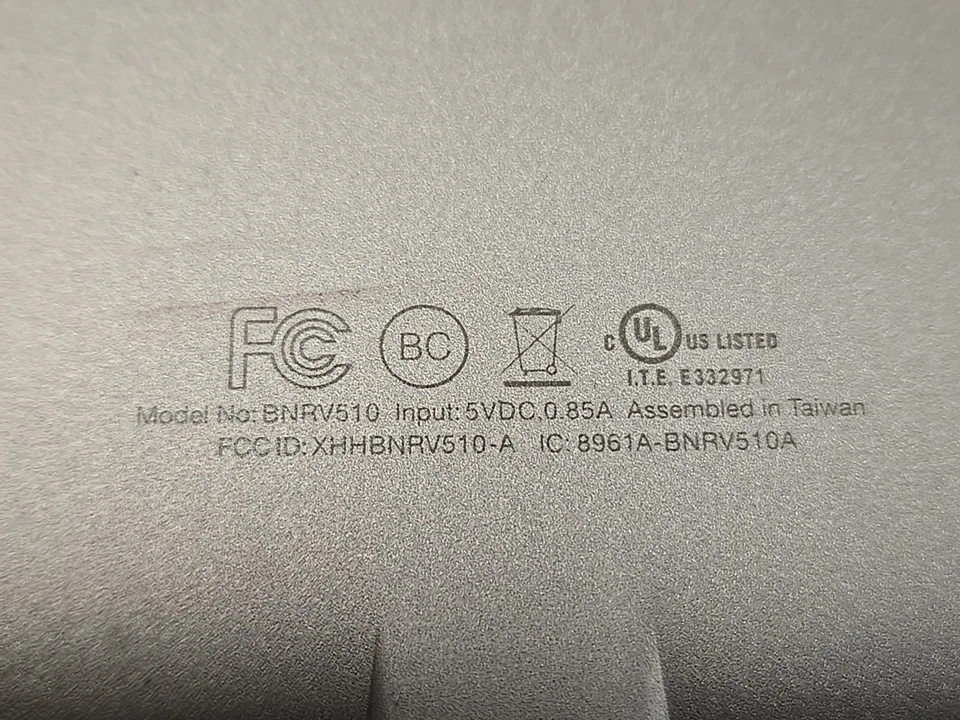 FC BC C UL US LISTED
I.T.E. E332971
Model No: BNRV510 Input: 5VDC,0.85A Assembled in Taiwan
FCC ID: XHHBNRV510-A IC: 8961A-BNRV510A